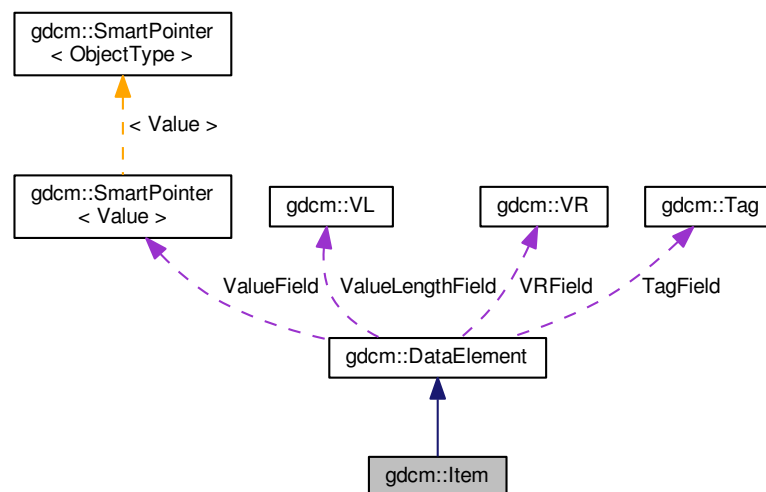 gdcm::SmartPointer
< ObjectType >
< Value >
gdcm::SmartPointer
< Value >
gdcm::VL
gdcm::VR
gdcm::Tag
ValueField
ValueLengthField
VRField
TagField
gdcm::DataElement
gdcm::Item